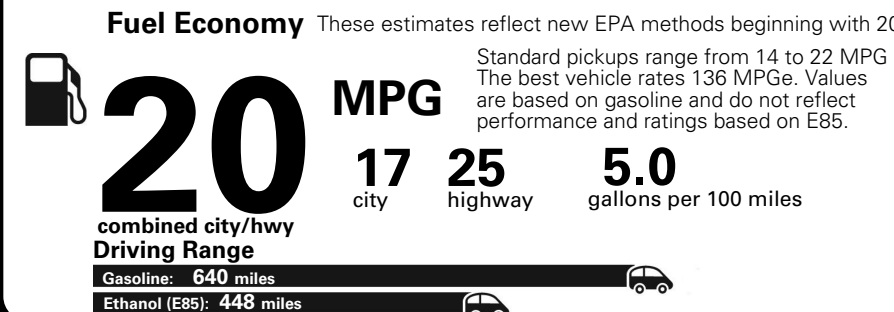 Fuel Economy These estimates reflect new EPA methods beginning with 20
Standard pickups range from 14 to 22 MPG
The best vehicle rates 136 MPGe. Values
are based on gasoline and do not reflect
performance and ratings based on E85.
20 MPG
17 25 5.0
city highway gallons per 100 miles
combined city/hwy
Driving Range
Gasoline: 640 miles
Ethanol (E85): 448 miles